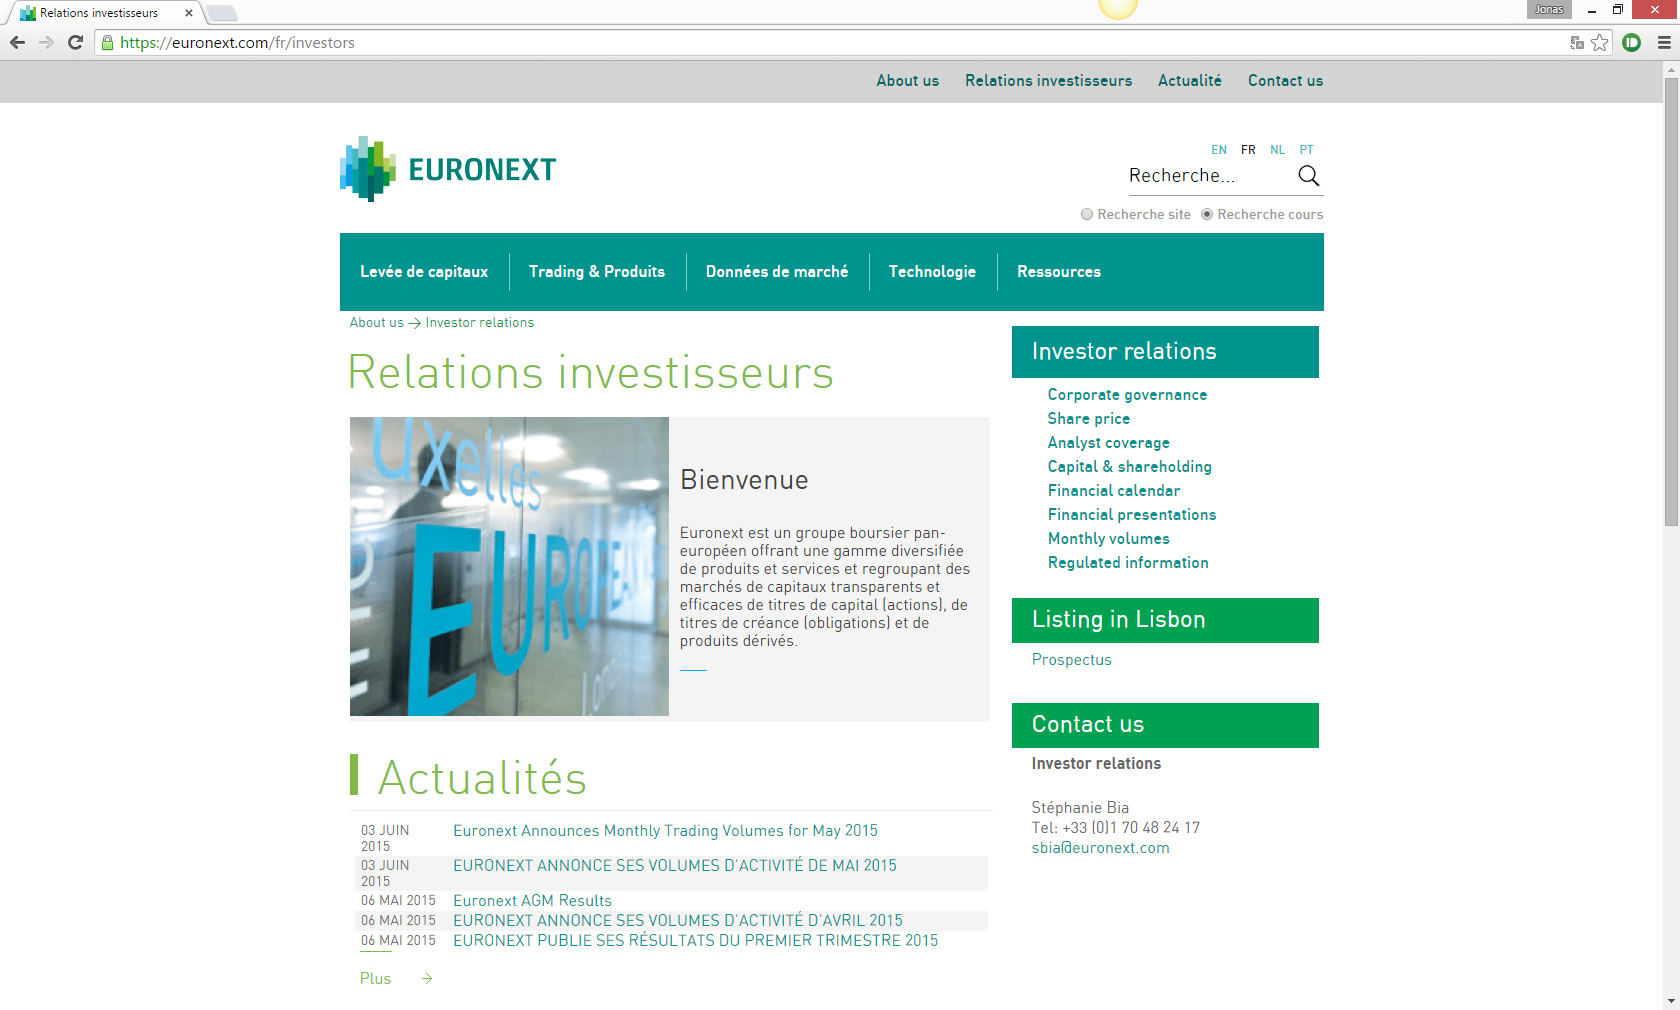 Relations investisseurs
Jonas
https://euronext.com/fr/investors
About us Relations investisseurs Actualité Contact us
EURONEXT
EN FR NL PT
Recherche...
Recherche site Recherche cours
Levée de capitaux Trading & Produits Données de marché Technologie Ressources
About us → Investor relations
Relations investisseurs
uxelles
EUROPEAN
Bienvenue
Euronext est un groupe boursier pan-
européen offrant une gamme diversifiée
de produits et services et regroupant des
marchés de capitaux transparents et
efficaces de titres de capital (actions), de
titres de créance (obligations) et de
produits dérivés.
Actualités
03 JUIN
2015
Euronext Announces Monthly Trading Volumes for May 2015
03 JUIN
2015
EURONEXT ANNONCE SES VOLUMES D'ACTIVITÉ DE MAI 2015
06 MAI 2015 Euronext AGM Results
06 MAI 2015 EURONEXT ANNONCE SES VOLUMES D'ACTIVITÉ D'AVRIL 2015
06 MAI 2015 EURONEXT PUBLIE SES RÉSULTATS DU PREMIER TRIMESTRE 2015
Plus →
Investor relations
Corporate governance
Share price
Analyst coverage
Capital & shareholding
Financial calendar
Financial presentations
Monthly volumes
Regulated information
Listing in Lisbon
Prospectus
Contact us
Investor relations
Stéphanie Bia
Tel: +33 (0)1 70 48 24 17
sbia@euronext.com